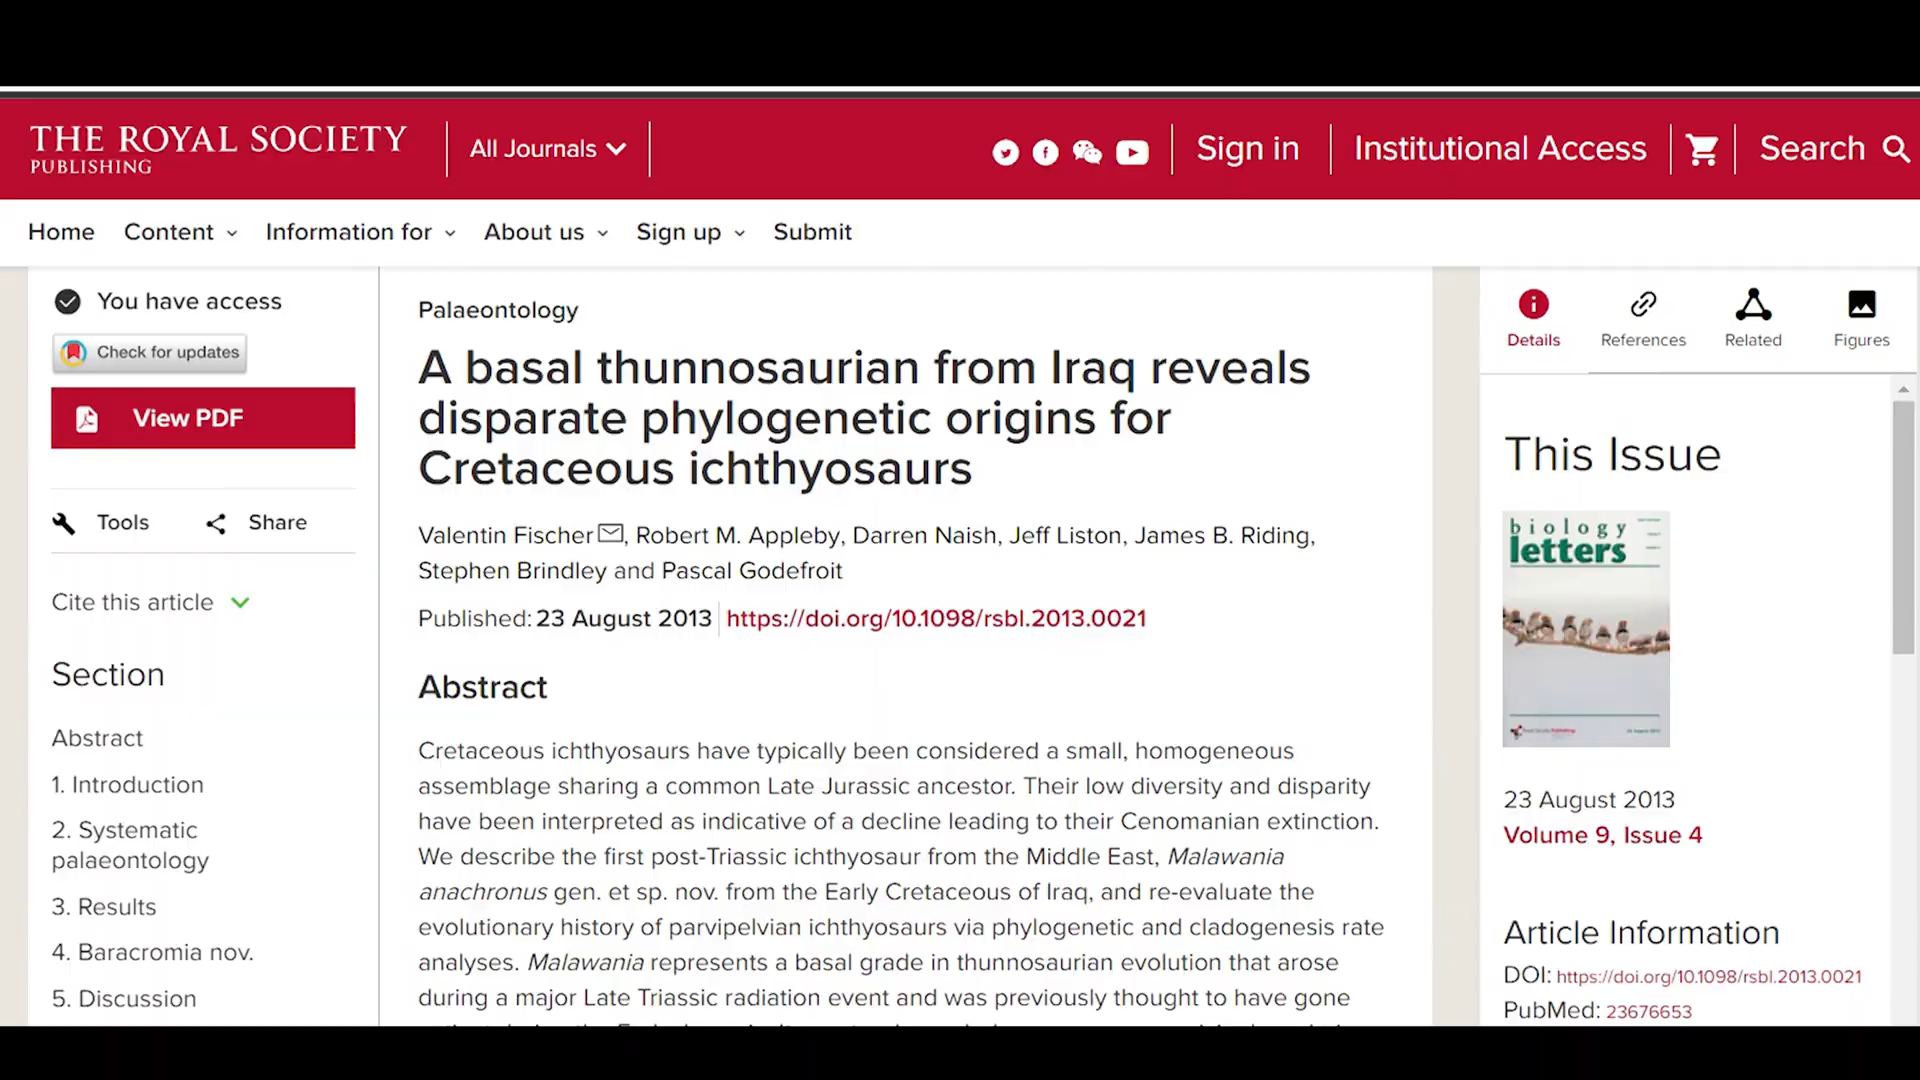 THE ROYAL SOCIETY
PUBLISHING
All Journals
Sign in
Institutional Access
Search
Home
Content
Information for
About us
Sign up
Submit
You have access
Check for updates
View PDF
Tools
Share
Cite this article
Section
Abstract
1. Introduction
2. Systematic
palaeontology
3. Results
4. Baracromia nov.
5. Discussion
Palaeontology
A basal thunnosaurian from Iraq reveals
disparate phylogenetic origins for
Cretaceous ichthyosaurs
Valentin Fischer, Robert M. Appleby, Darren Naish, Jeff Liston, James B. Riding,
Stephen Brindley and Pascal Godefroit
Published: 23 August 2013
https://doi.org/10.1098/rsbl.2013.0021
Abstract
Cretaceous ichthyosaurs have typically been considered a small, homogeneous
assemblage sharing a common Late Jurassic ancestor. Their low diversity and disparity
have been interpreted as indicative of a decline leading to their Cenomanian extinction.
We describe the first post-Triassic ichthyosaur from the Middle East, Malawania
anachronus gen. et sp. nov. from the Early Cretaceous of Iraq, and re-evaluate the
evolutionary history of parvipelvian ichthyosaurs via phylogenetic and cladogenesis rate
analyses. Malawania represents a basal grade in thunnosaurian evolution that arose
during a major Late Triassic radiation event and was previously thought to have gone
Details
References
Related
Figures
This Issue
biology
letters
23 August 2013
Volume 9, Issue 4
Article Information
DOI: https://doi.org/10.1098/rsbl.2013.0021
PubMed: 23676653